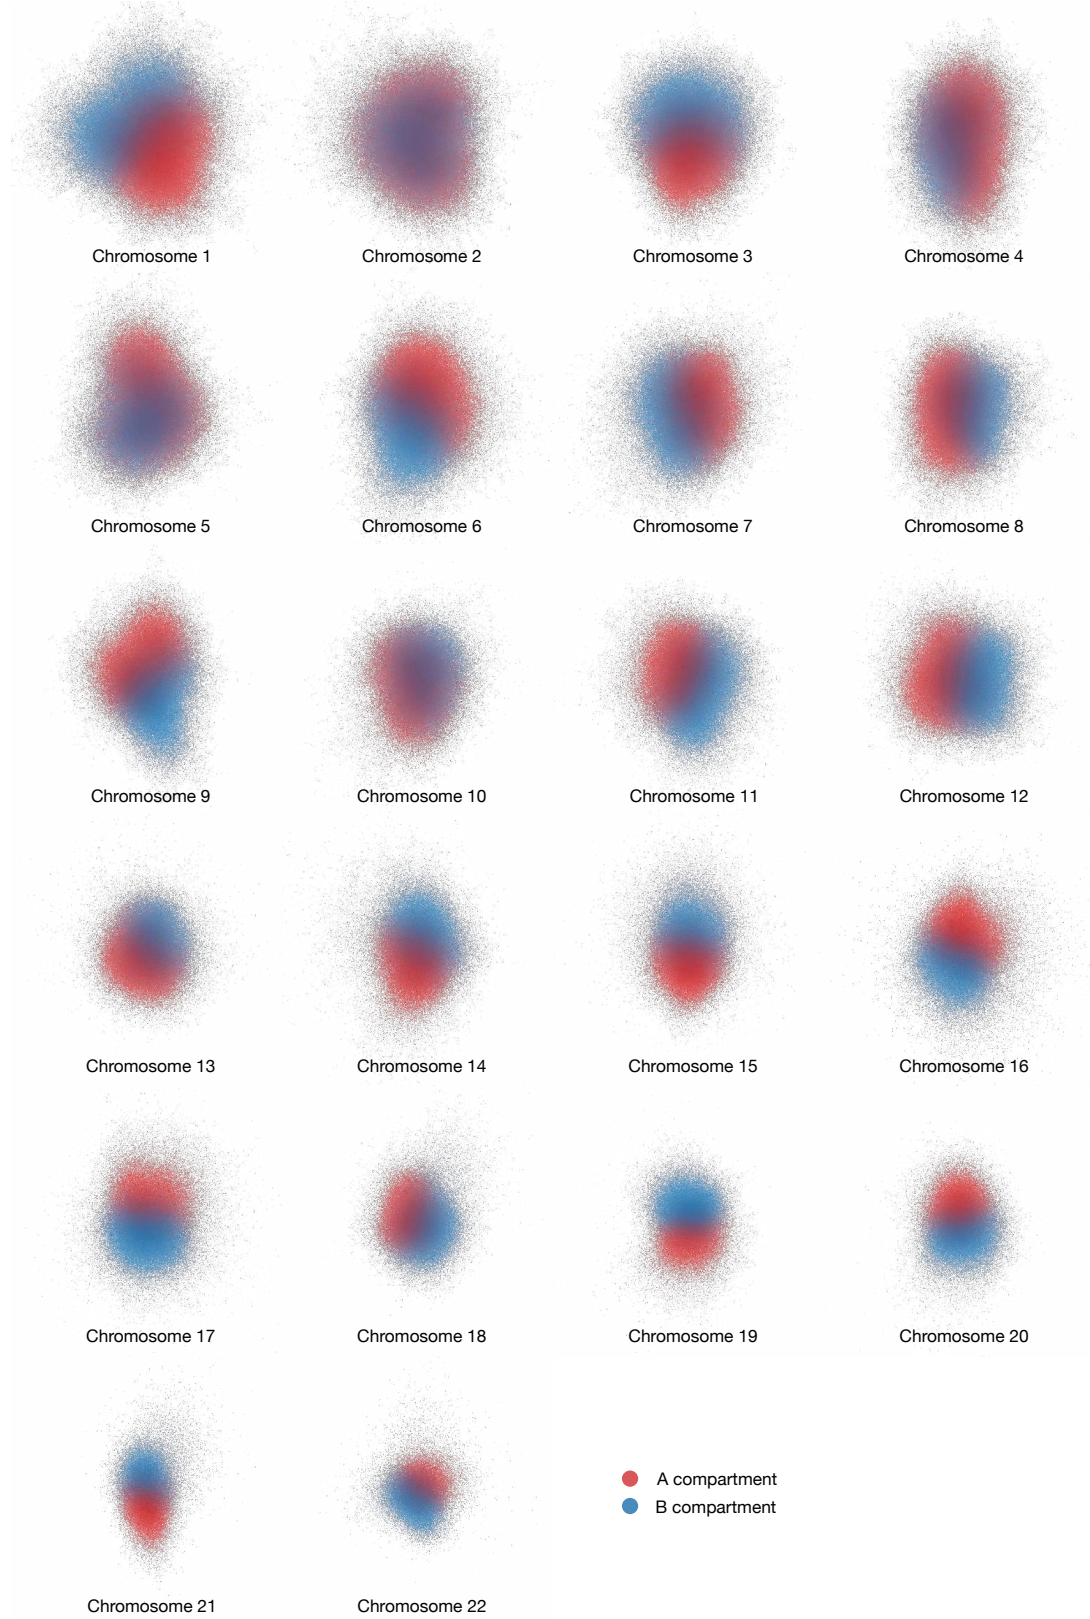 Chromosome 1
Chromosome 2
Chromosome 3
Chromosome 4
Chromosome 5
Chromosome 6
Chromosome 7
Chromosome 8
Chromosome 9
Chromosome 10
Chromosome 11
Chromosome 12
Chromosome 13
Chromosome 14
Chromosome 15
Chromosome 16
Chromosome 17
Chromosome 18
Chromosome 19
Chromosome 20
A compartment
B compartment
Chromosome 21
Chromosome 22